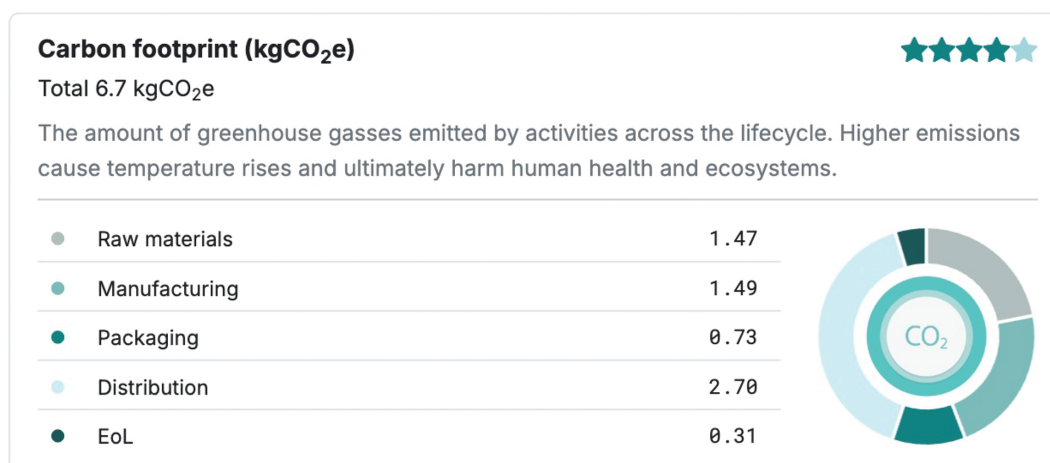 Carbon footprint (kgCO₂e)
Total 6.7 kgCO₂e
The amount of greenhouse gasses emitted by activities across the lifecycle. Higher emissions
cause temperature rises and ultimately harm human health and ecosystems.
Raw materials 1.47
Manufacturing 1.49
Packaging 0.73
Distribution 2.70
EoL 0.31
CO₂